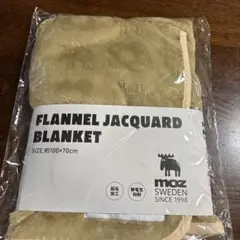 FLANNEL JACQUARD
BLANKET
SIZE:約100×70cm
moz
SWEDEN
SINCE 1998